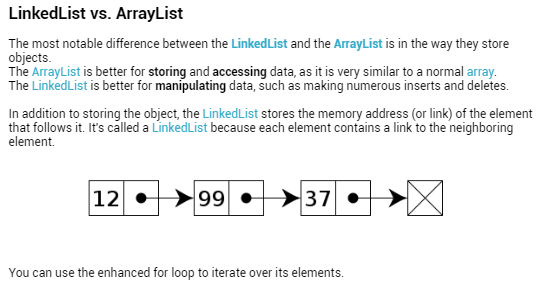 LinkedList vs. ArrayList
The most notable difference between the LinkedList and the ArrayList is in the way they store
objects.
The ArrayList is better for storing and accessing data, as it is very similar to a normal array.
The LinkedList is better for manipulating data, such as making numerous inserts and deletes.
In addition to storing the object, the LinkedList stores the memory address (or link) of the element
that follows it. It's called a LinkedList because each element contains a link to the neighboring
element.
12 99 37
You can use the enhanced for loop to iterate over its elements.